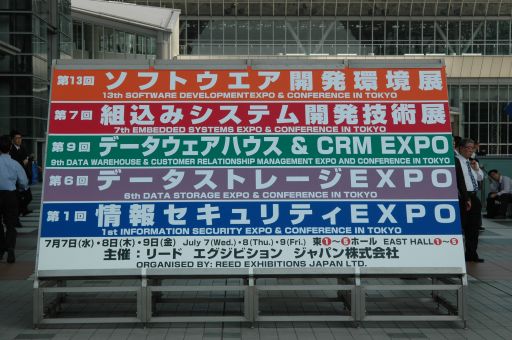 第13回 ソフトウエア開発環境展
13th SOFTWARE DEVELOPMENT EXPO & CONFERENCE IN TOKYO
第7回 組込みシステム開発技術展
7th EMBEDDED SYSTEMS EXPO & CONFERENCE IN TOKYO
第9回 データウェアハウス & CRM EXPO
9th DATA WAREHOUSE & CUSTOMER RELATIONSHIP MANAGEMENT EXPO AND CONFERENCE IN TOKYO
第6回 データストレージEXPO
6th DATA STORAGE EXPO & CONFERENCE IN TOKYO
第1回 情報セキュリティEXPO
1st INFORMATION SECURITY EXPO & CONFERENCE IN TOKYO
7月7日(水)・8日(木)・9日(金) July 7(Wed.)・8(Thu.)・9(Fri.) 東1〜6ホール EAST HALL1〜6
主催：リード エグジビション ジャパン株式会社
ORGANISED BY: REED EXHIBITIONS JAPAN LTD.